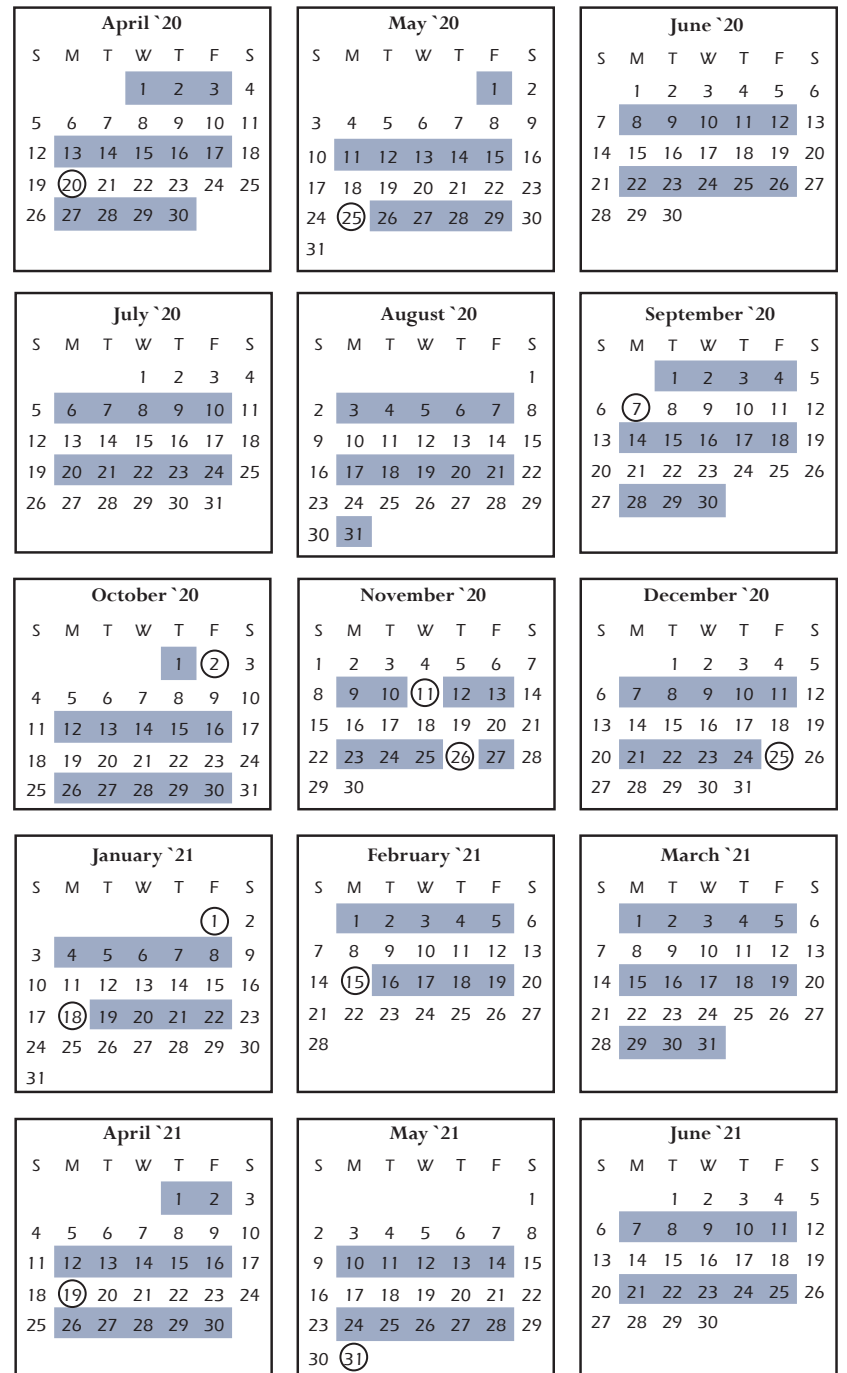 April `20
S M T W T F S
1 2 3 4
5 6 7 8 9 10 11
12 13 14 15 16 17 18
19 20 21 22 23 24 25
26 27 28 29 30
May `20
S M T W T F S
1 2
3 4 5 6 7 8 9
10 11 12 13 14 15 16
17 18 19 20 21 22 23
24 25 26 27 28 29 30
31
June `20
S M T W T F S
1 2 3 4 5 6
7 8 9 10 11 12 13
14 15 16 17 18 19 20
21 22 23 24 25 26 27
28 29 30
July `20
S M T W T F S
1 2 3 4
5 6 7 8 9 10 11
12 13 14 15 16 17 18
19 20 21 22 23 24 25
26 27 28 29 30 31
August `20
S M T W T F S
1
2 3 4 5 6 7 8
9 10 11 12 13 14 15
16 17 18 19 20 21 22
23 24 25 26 27 28 29
30 31
September `20
S M T W T F S
1 2 3 4 5
6 7 8 9 10 11 12
13 14 15 16 17 18 19
20 21 22 23 24 25 26
27 28 29 30
October `20
S M T W T F S
1 2 3
4 5 6 7 8 9 10
11 12 13 14 15 16 17
18 19 20 21 22 23 24
25 26 27 28 29 30 31
November `20
S M T W T F S
1 2 3 4 5 6 7
8 9 10 11 12 13 14
15 16 17 18 19 20 21
22 23 24 25 26 27 28
29 30
December `20
S M T W T F S
1 2 3 4 5
6 7 8 9 10 11 12
13 14 15 16 17 18 19
20 21 22 23 24 25 26
27 28 29 30 31
January `21
S M T W T F S
1 2
3 4 5 6 7 8 9
10 11 12 13 14 15 16
17 18 19 20 21 22 23
24 25 26 27 28 29 30
31
February `21
S M T W T F S
1 2 3 4 5 6
7 8 9 10 11 12 13
14 15 16 17 18 19 20
21 22 23 24 25 26 27
28
March `21
S M T W T F S
1 2 3 4 5 6
7 8 9 10 11 12 13
14 15 16 17 18 19 20
21 22 23 24 25 26 27
28 29 30 31
April `21
S M T W T F S
1 2 3
4 5 6 7 8 9 10
11 12 13 14 15 16 17
18 19 20 21 22 23 24
25 26 27 28 29 30
May `21
S M T W T F S
1
2 3 4 5 6 7 8
9 10 11 12 13 14 15
16 17 18 19 20 21 22
23 24 25 26 27 28 29
30 31
June `21
S M T W T F S
1 2 3 4 5
6 7 8 9 10 11 12
13 14 15 16 17 18 19
20 21 22 23 24 25 26
27 28 29 30